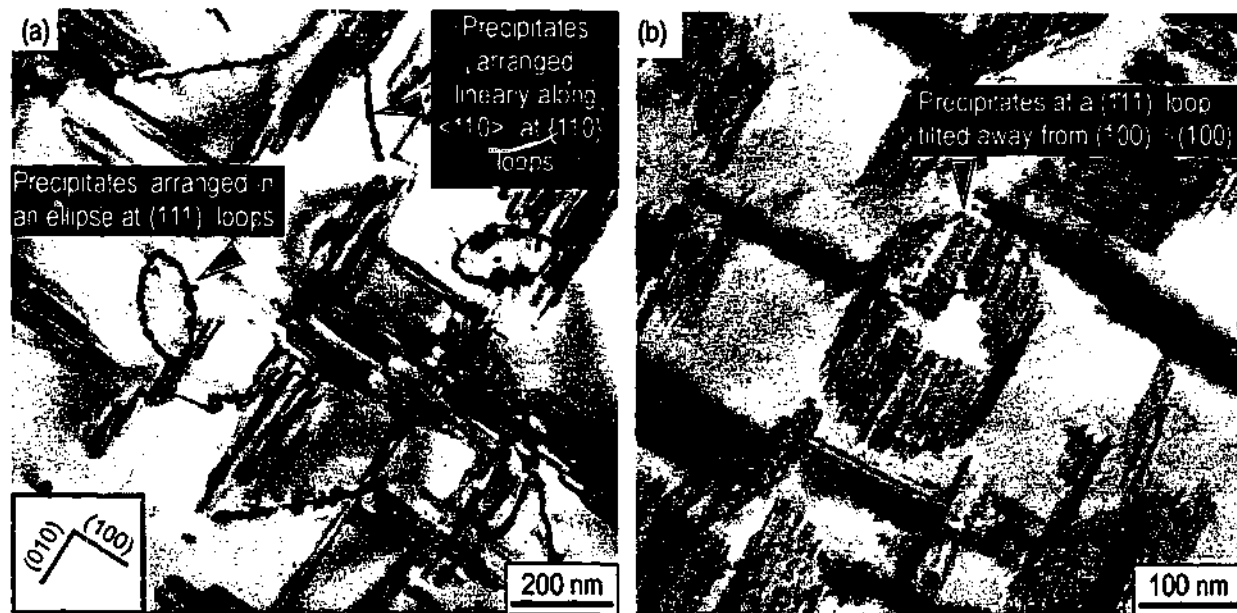 (a)
Precipitates
arranged
lineary along
<110> at (110)
loops
Precipitates arranged in
an ellipse at (111) loops
(010)
(100)
200 nm
(b)
Precipitates at a (111) loop
tilted away from (100)
(100)
100 nm